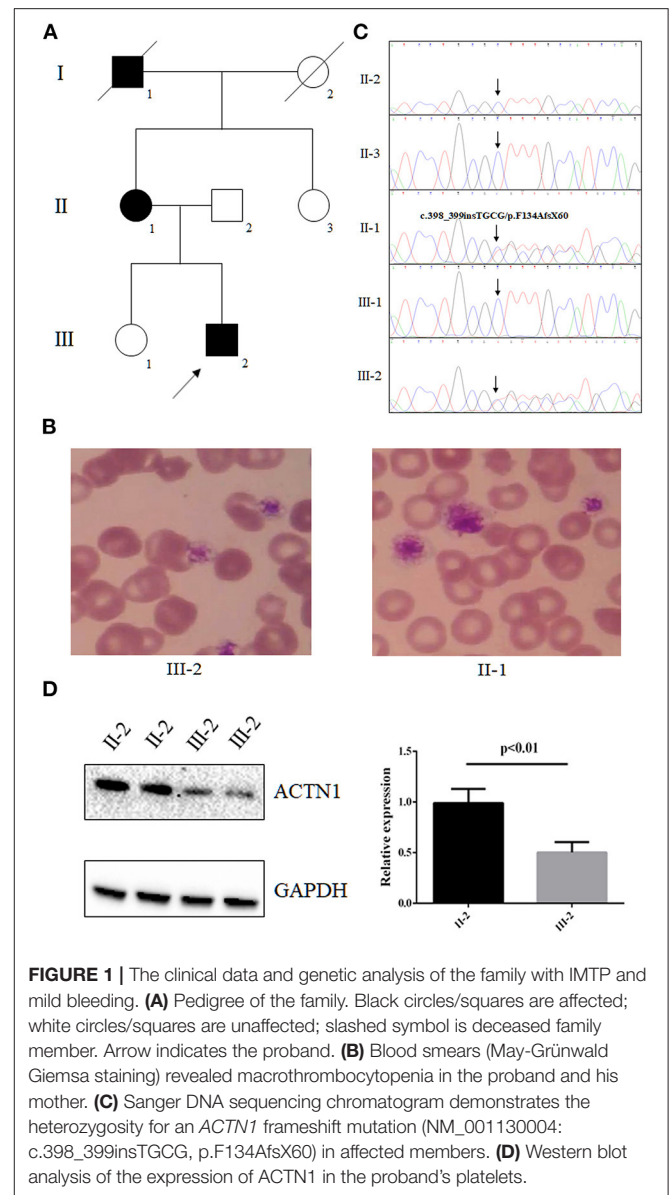 A
I
1
2
II
1
2
3
III
1
2
C
II-2
II-3
II-1
c.398_399insTGCG/p.F134AfsX60
III-1
III-2
B
III-2
II-1
D
II-2 II-2 III-2 III-2
ACTN1
GAPDH
p<0.01
Relative expression
1.5
1.0
0.5
0.0
II-2
III-2
FIGURE 1 | The clinical data and genetic analysis of the family with IMTP and
mild bleeding. (A) Pedigree of the family. Black circles/squares are affected;
white circles/squares are unaffected; slashed symbol is deceased family
member. Arrow indicates the proband. (B) Blood smears (May-Grünwald
Giemsa staining) revealed macrothrombocytopenia in the proband and his
mother. (C) Sanger DNA sequencing chromatogram demonstrates the
heterozygosity for an ACTN1 frameshift mutation (NM_001130004:
c.398_399insTGCG, p.F134AfsX60) in affected members. (D) Western blot
analysis of the expression of ACTN1 in the proband's platelets.